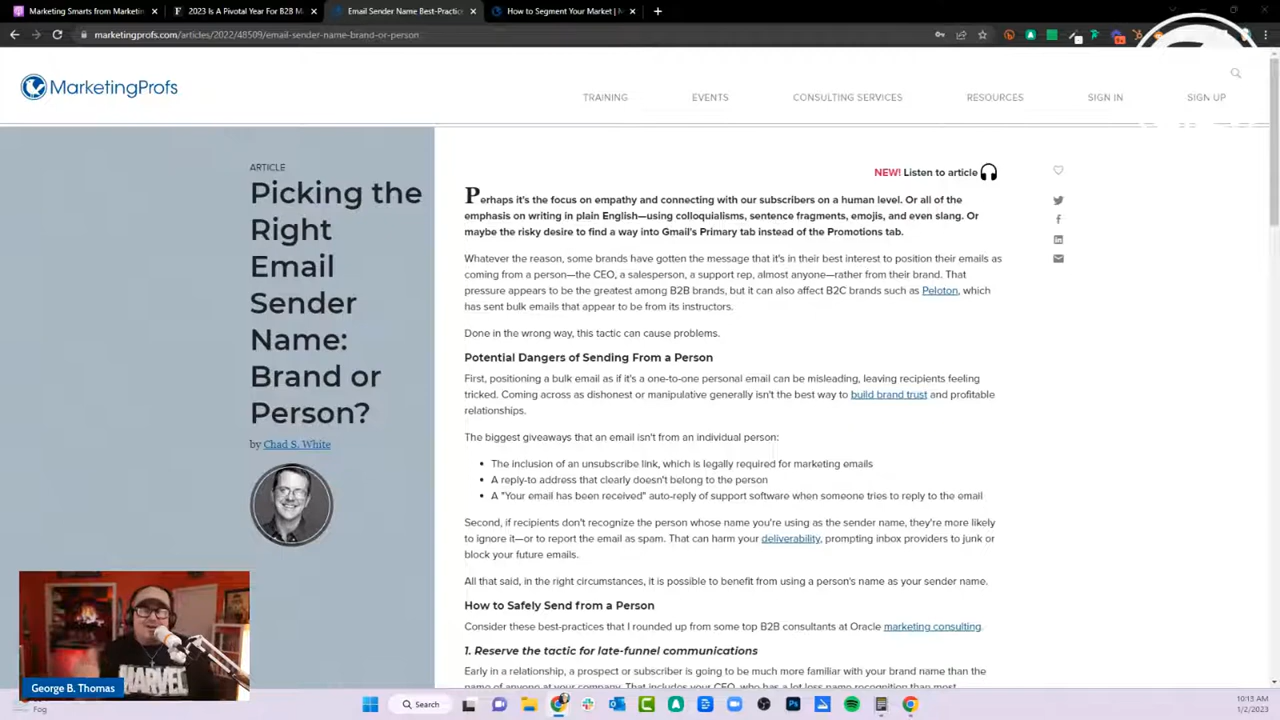 Marketing Smarts from Marketing
2023 Is A Pivotal Year For B2B M
Email Sender Name Best-Practic
How to Segment Your Market | M
marketingprofs.com/articles/2022/48509/email-sender-name-brand-or-person
MarketingProfs
TRAINING
EVENTS
CONSULTING SERVICES
RESOURCES
SIGN IN
SIGN UP
ARTICLE
Picking the
Right
Email
Sender
Name:
Brand or
Person?
by Chad S. White
NEW! Listen to article
Perhaps it's the focus on empathy and connecting with our subscribers on a human level. Or all of the
emphasis on writing in plain English—using colloquialisms, sentence fragments, emojis, and even slang. Or
maybe the risky desire to find a way into Gmail's Primary tab instead of the Promotions tab.
Whatever the reason, some brands have gotten the message that it's in their best interest to position their emails as
coming from a person—the CEO, a salesperson, a support rep, almost anyone—rather from their brand. That
pressure appears to be the greatest among B2B brands, but it can also affect B2C brands such as Peloton, which
has sent bulk emails that appear to be from its instructors.
Done in the wrong way, this tactic can cause problems.
Potential Dangers of Sending From a Person
First, positioning a bulk email as if it's a one-to-one personal email can be misleading, leaving recipients feeling
tricked. Coming across as dishonest or manipulative generally isn't the best way to build brand trust and profitable
relationships.
The biggest giveaways that an email isn't from an individual person:
• The inclusion of an unsubscribe link, which is legally required for marketing emails
• A reply-to address that clearly doesn't belong to the person
• A "Your email has been received" auto-reply of support software when someone tries to reply to the email
Second, if recipients don't recognize the person whose name you're using as the sender name, they're more likely
to ignore it—or to report the email as spam. That can harm your deliverability, prompting inbox providers to junk or
block your future emails.
All that said, in the right circumstances, it is possible to benefit from using a person's name as your sender name.
How to Safely Send from a Person
Consider these best-practices that I rounded up from some top B2B consultants at Oracle marketing consulting.
1. Reserve the tactic for late-funnel communications
Early in a relationship, a prospect or subscriber is going to be much more familiar with your brand name than the
name of anyone at your company. That includes your CEO, who has a lot less name recognition than most
MARVEL
George B. Thomas
Fog
Search
10:13 AM
1/2/2023